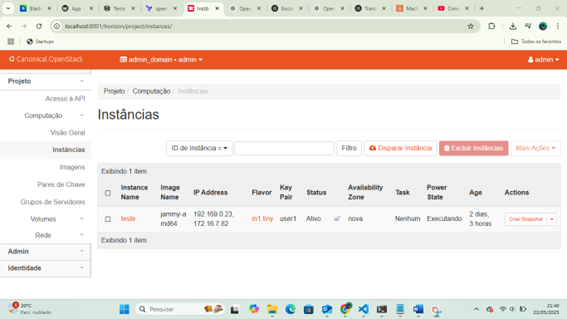 Block
App
Terra
open
Instân
Open
Inicio
Open
Trans
Mach
Com
localhost:8001/horizon/project/instances/
Startups
Todos os favoritos
Canonical OpenStack
admin_domain • admin
admin
Projeto
Acesso à API
Computação
Visão Geral
Instâncias
Imagens
Pares de Chave
Grupos de Servidores
Volumes
Rede
Admin
Identidade
Projeto / Computação / Instâncias
Instâncias
ID de Instância =
Filtro
Disparar Instância
Excluir Instâncias
Mais Ações
Exibindo 1 item
Instance Name
Image Name
IP Address
Flavor
Key Pair
Status
Availability Zone
Task
Power State
Age
Actions
teste
jammy-a
md64
192.169.0.23,
172.16.7.82
m1.tiny
user1
Ativo
nova
Nenhum
Executando
2 dias,
3 horas
Criar Snapshot
Exibindo 1 item
20°C
Parc. nublado
Pesquisar
21:40
22/05/2025